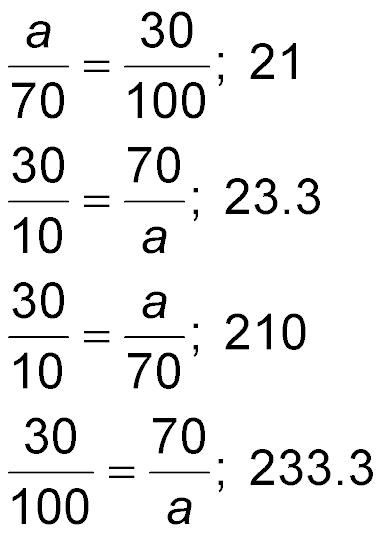 a/70 = 30/100; 21
30/10 = 70/a; 23.3
30/10 = a/70; 210
30/100 = 70/a; 233.3